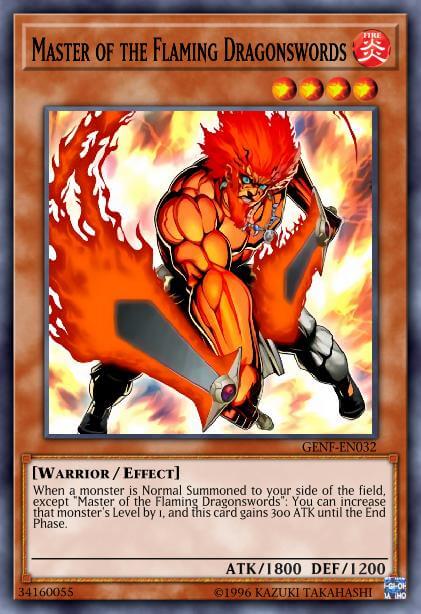 MASTER OF THE FLAMING DRAGONSWORDS
FIRE
炎
GENF-EN032
[WARRIOR / EFFECT]
When a monster is Normal Summoned to your side of the field,
except "Master of the Flaming Dragonswords": You can increase
that monster's Level by 1, and this card gains 300 ATK until the End
Phase.
ATK/1800 DEF/1200
34160055
©1996 KAZUKI TAKAHASHI